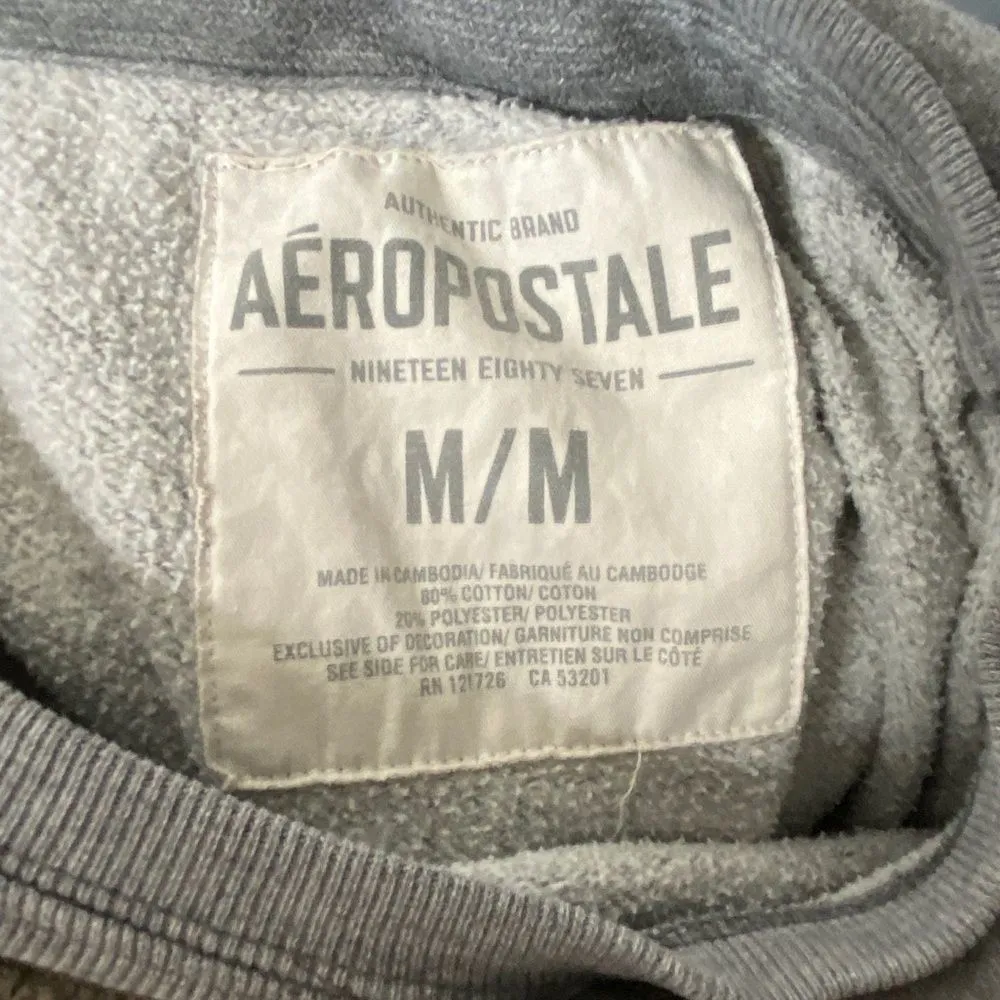 AUTHENTIC BRAND
AÉROPOSTALE
NINETEEN EIGHTY SEVEN
M/M
MADE IN CAMBODIA/ FABRIQUÉ AU CAMBODGE
80% COTTON/ COTON
20% POLYESTER/ POLYESTER
EXCLUSIVE OF DECORATION/ GARNITURE NON COMPRISE
SEE SIDE FOR CARE/ ENTRETIEN SUR LE CÔTÉ
RN 121726 CA 53201